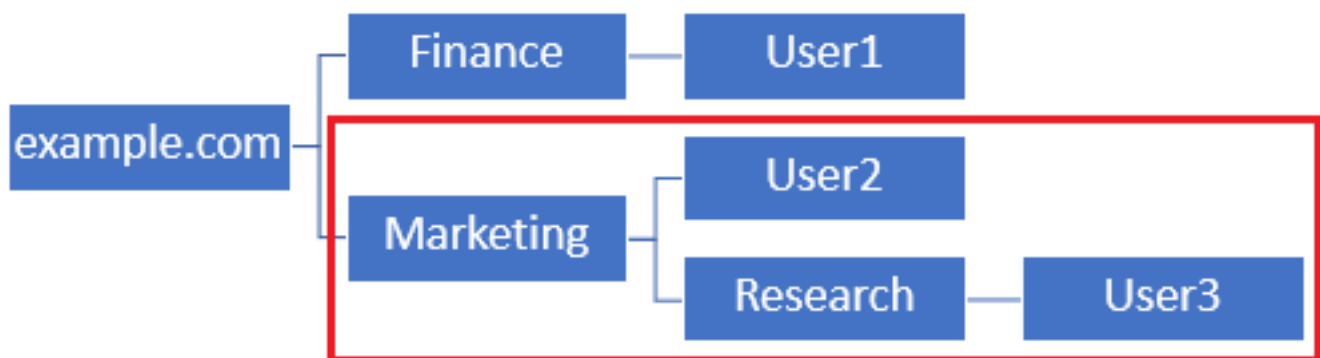 Finance
User1
example.com
User2
Marketing
Research
User3